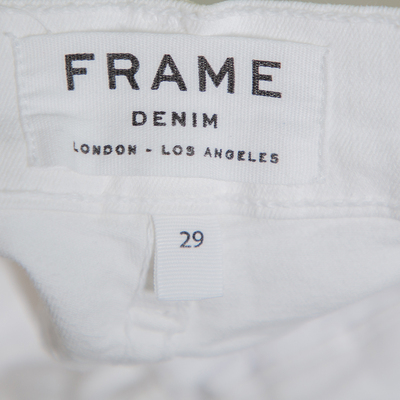 FRAME
DENIM
LONDON - LOS ANGELES
29